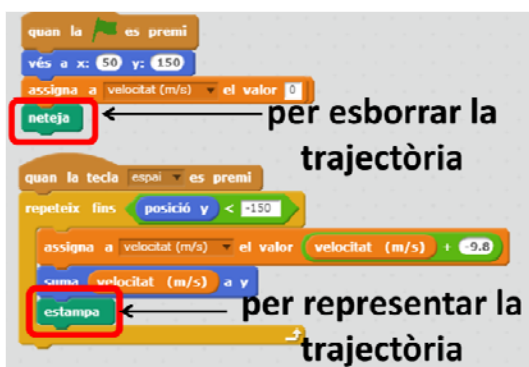 quan la es premi
vés a x: 50 y: 150
assigna a velocitat (m/s) el valor 0
neteja
per esborrar la
trajectòria
quan la tecla espai es premi
repeteix fins posició y < -150
assigna a velocitat (m/s) el valor velocitat (m/s) + -9.8
suma velocitat (m/s) a y
estampa
per representar la
trajectòria